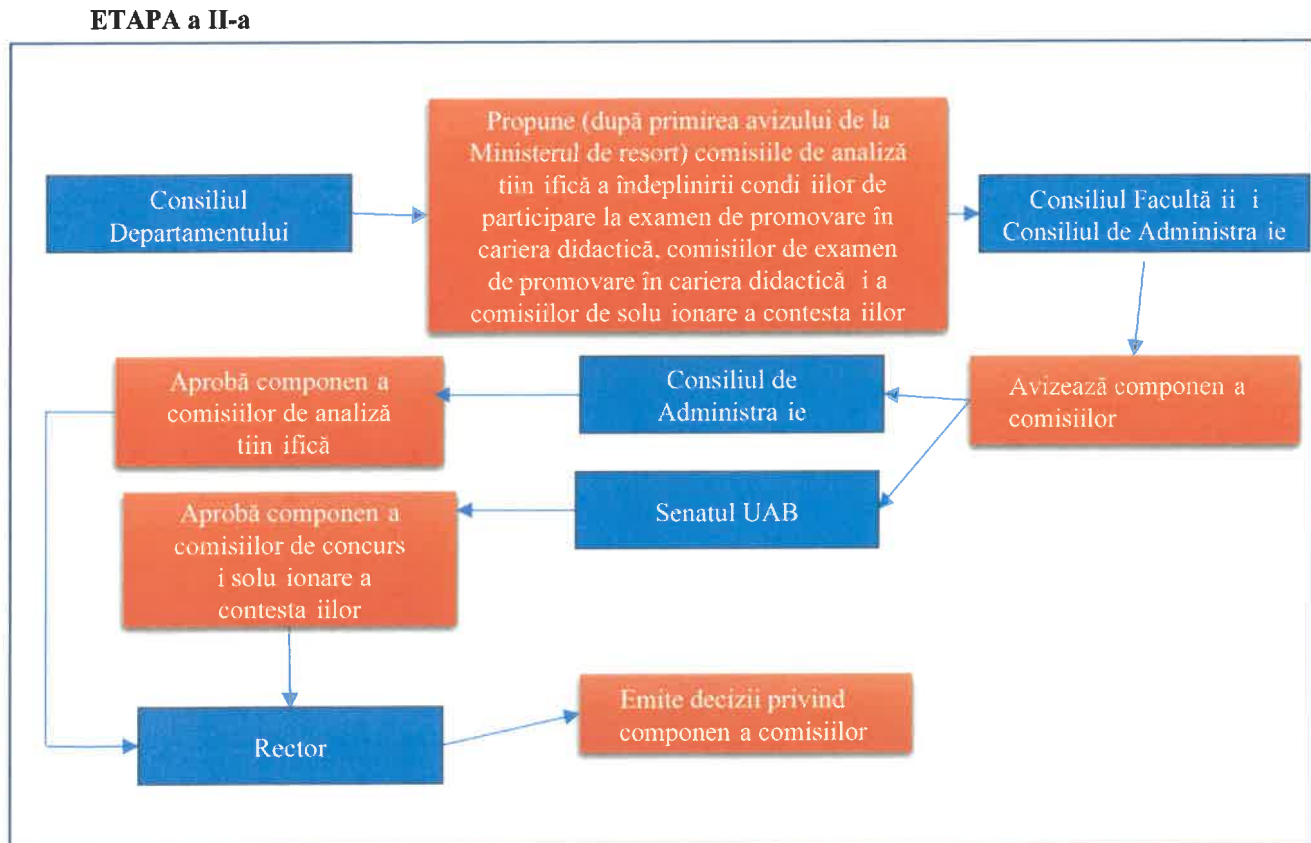 ETAPA a II-a
Consiliul
Departamentului
Propune (după primirea avizului de la
Ministerul de resort) comisiile de analiză
tiin ifică a îndeplinirii condi iilor de
participare la examen de promovare în
cariera didactică, comisiilor de examen
de promovare în cariera didactică i a
comisiilor de solu ionare a contesta iilor
Consiliul Facultă ii i
Consiliul de Administra ie
Avizează componen a
comisiilor
Consiliul de
Administra ie
Aprobă componen a
comisiilor de analiză
tiin ifică
Senatul UAB
Aprobă componen a
comisiilor de concurs
i solu ionare a
contesta iilor
Rector
Emite decizii privind
componen a comisiilor